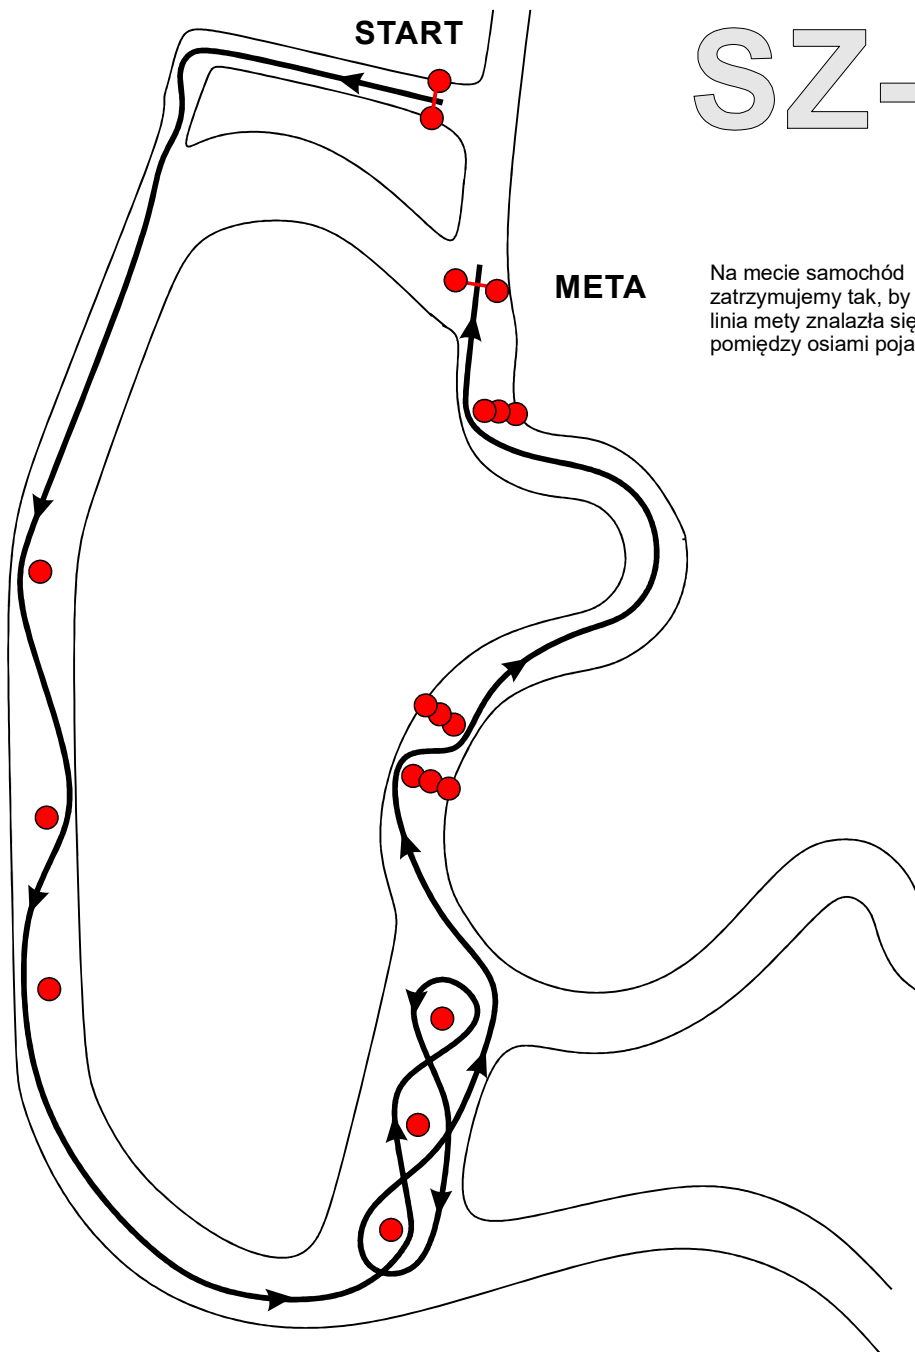 START
SZ-
META
Na mecie samochód
zatrzymujemy tak, by
linia mety znalazła się
pomiędzy osiami poja